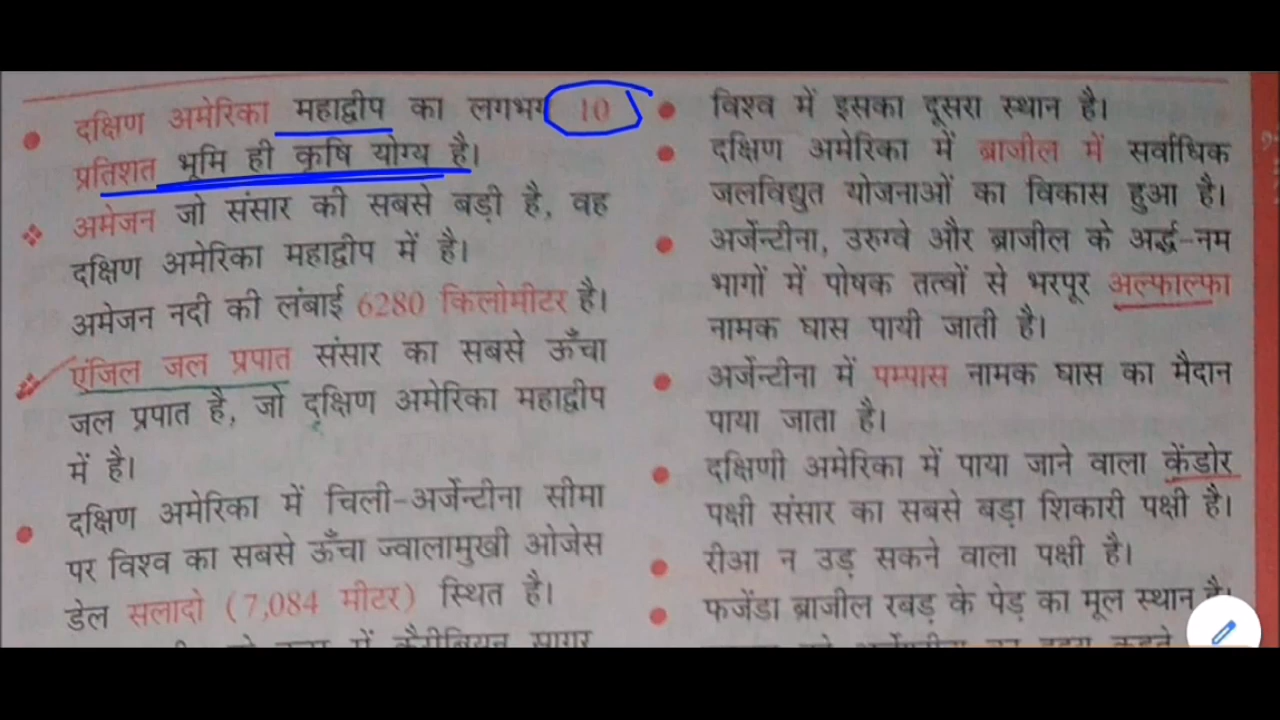 दक्षिण अमेरिका महाद्वीप का लगभग 10
प्रतिशत भूमि ही कृषि योग्य है।
अमेजन जो संसार की सबसे बड़ी है, वह
दक्षिण अमेरिका महाद्वीप में है।
अमेजन नदी की लंबाई 6280 किलोमीटर है।
एंजिल जल प्रपात संसार का सबसे ऊँचा
जल प्रपात है, जो दक्षिण अमेरिका महाद्वीप
में है।
दक्षिण अमेरिका में चिली-अर्जेन्टीना सीमा
पर विश्व का सबसे ऊँचा ज्वालामुखी ओजेस
डेल सलादो (7,084 मीटर) स्थित है।
में कैरीबियन सागर
विश्व में इसका दूसरा स्थान है।
दक्षिण अमेरिका में ब्राजील में सर्वाधिक
जलविद्युत योजनाओं का विकास हुआ है।
अर्जेन्टीना, उरुग्वे और ब्राजील के अर्द्ध-नम
भागों में पोषक तत्वों से भरपूर अल्फाल्फा
नामक घास पायी जाती है।
अर्जेन्टीना में पम्पास नामक घास का मैदान
पाया जाता है।
दक्षिणी अमेरिका में पाया जाने वाला केंडोर
पक्षी संसार का सबसे बड़ा शिकारी पक्षी है।
रीआ न उड़ सकने वाला पक्षी है।
फजेंडा ब्राजील रबड़ के पेड़ का मूल स्थान है।